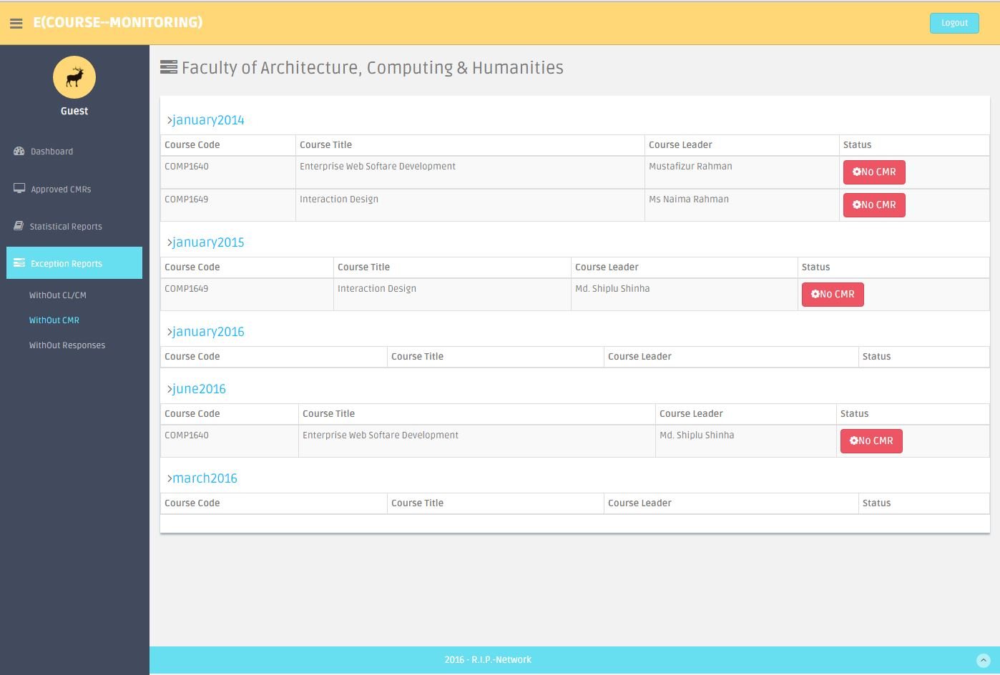 E(COURSE--MONITORING)
Logout
Guest
Dashboard
Approved CMRs
Statistical Reports
Exception Reports
WithOut CL/CM
WithOut CMR
WithOut Responses
Faculty of Architecture, Computing & Humanities
>january2014
Course Code Course Title Course Leader Status
COMP1640 Enterprise Web Softare Development Mustafizur Rahman No CMR
COMP1649 Interaction Design Ms Naima Rahman No CMR
>january2015
Course Code Course Title Course Leader Status
COMP1649 Interaction Design Md. Shiplu Shinha No CMR
>january2016
Course Code Course Title Course Leader Status
>june2016
Course Code Course Title Course Leader Status
COMP1640 Enterprise Web Softare Development Md. Shiplu Shinha No CMR
>march2016
Course Code Course Title Course Leader Status
2016 - R.I.P.-Network